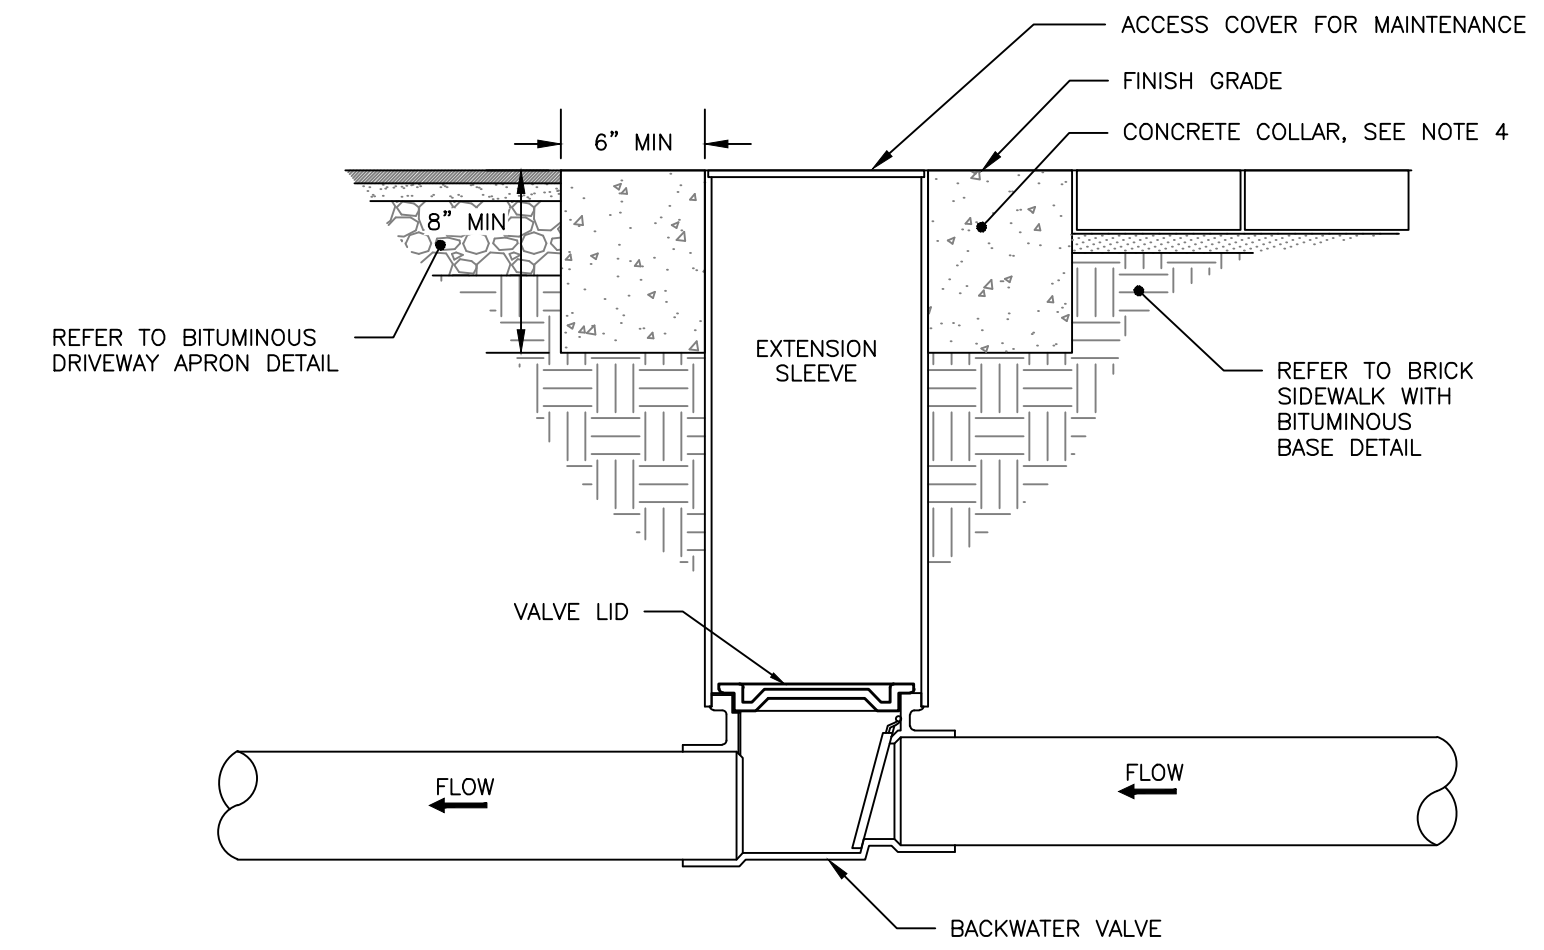 ACCESS COVER FOR MAINTENANCE
FINISH GRADE
CONCRETE COLLAR, SEE NOTE 4
6” MIN
8” MIN
REFER TO BITUMINOUS
DRIVEWAY APRON DETAIL
EXTENSION
SLEEVE
REFER TO BRICK
SIDEWALK WITH
BITUMINOUS
BASE DETAIL
VALVE LID
FLOW
FLOW
BACKWATER VALVE